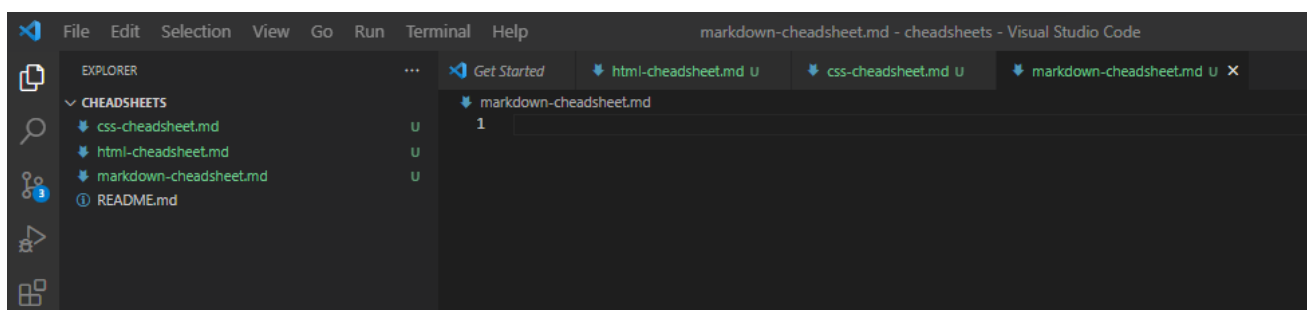 File Edit Selection View Go Run Terminal Help markdown-cheadsheet.md - cheadsheets - Visual Studio Code
EXPLORER ... Get Started html-cheadsheet.md U css-cheadsheet.md U markdown-cheadsheet.md U
CHEADSHEETS markdown-cheadsheet.md
css-cheadsheet.md U 1
html-cheadsheet.md U
markdown-cheadsheet.md U
3
README.md